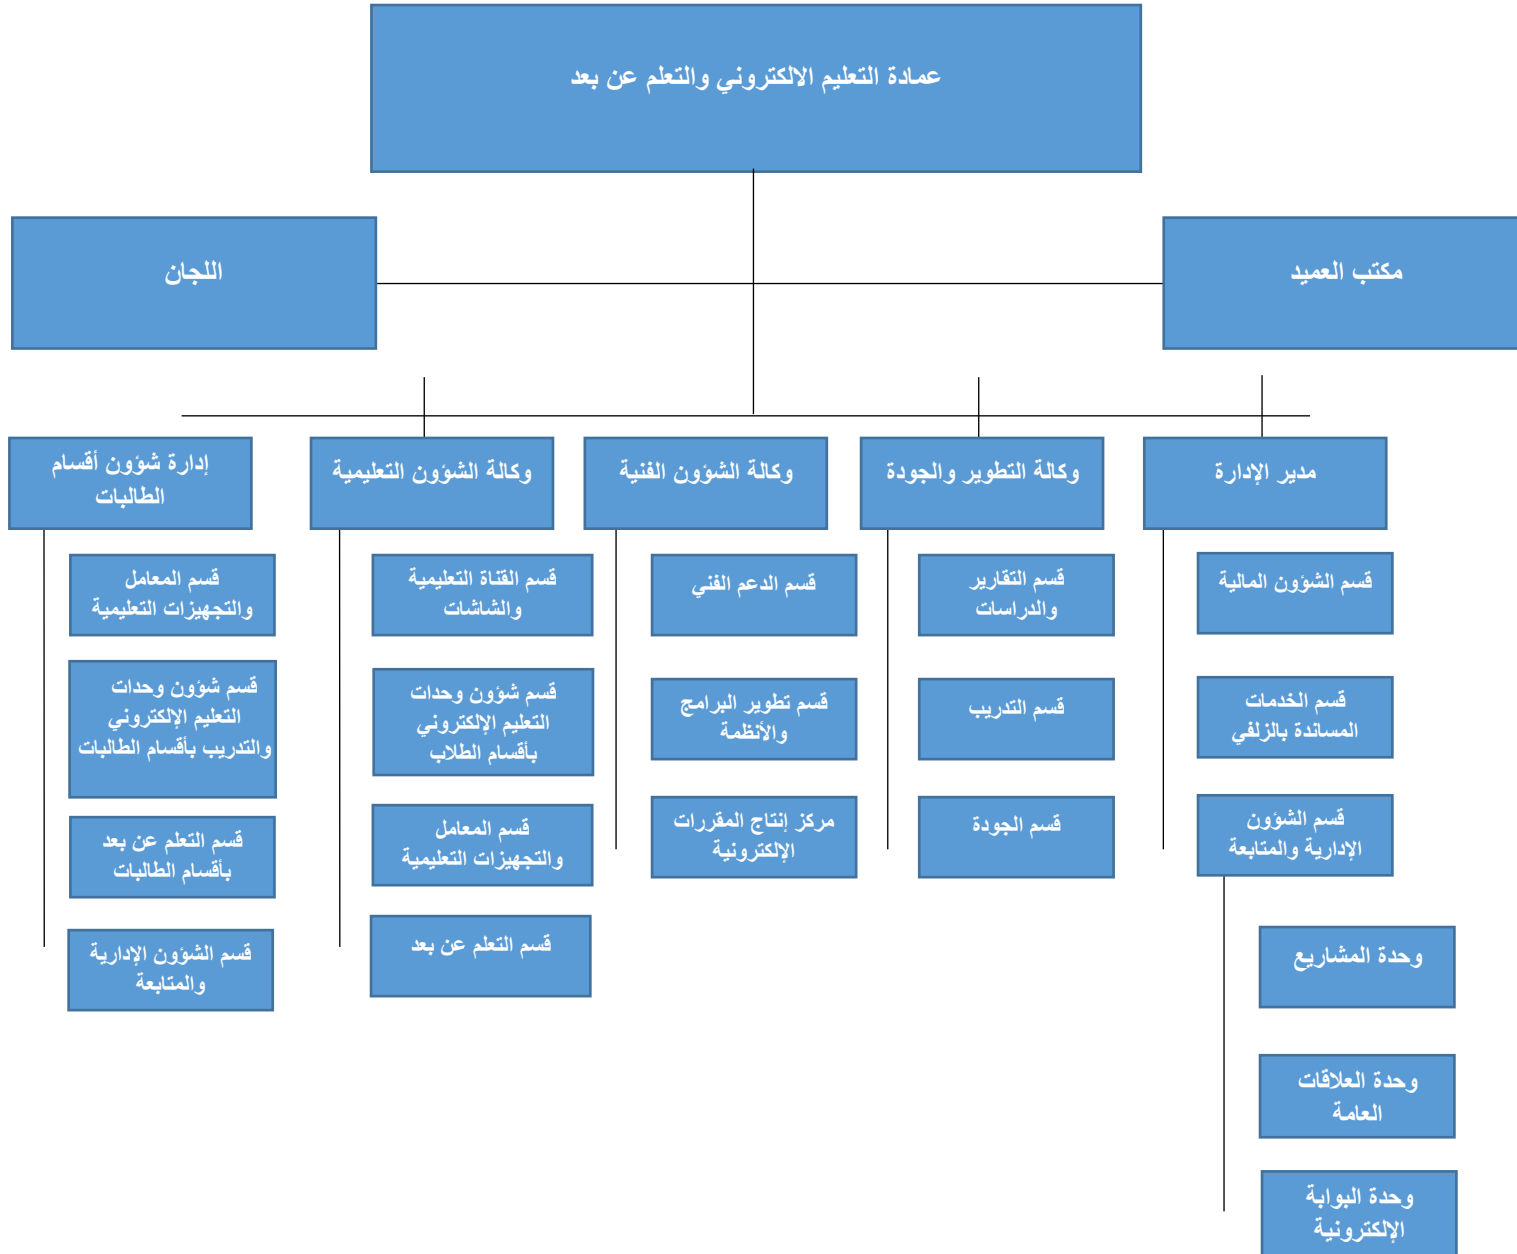 عمادة التعليم الالكتروني والتعلم عن بعد
مكتب العميد
اللجان
مدير الإدارة
وكالة التطوير والجودة
وكالة الشؤون الفنية
وكالة الشؤون التعليمية
إدارة شؤون أقسام
الطالبات
قسم الشؤون المالية
قسم الخدمات
المساندة بالزلفي
قسم الشؤون
الإدارية والمتابعة
وحدة المشاريع
وحدة العلاقات
العامة
وحدة البوابة
الإلكترونية
قسم التقارير
والدراسات
قسم التدريب
قسم الجودة
قسم الدعم الفني
قسم تطوير البرامج
والأنظمة
مركز إنتاج المقررات
الإلكترونية
قسم القناة التعليمية
والشاشات
قسم شؤون وحدات
التعليم الإلكتروني
بأقسام الطلاب
قسم المعامل
والتجهيزات التعليمية
قسم التعلم عن بعد
قسم المعامل
والتجهيزات التعليمية
قسم شؤون وحدات
التعليم الإلكتروني
والتدريب بأقسام الطالبات
قسم التعلم عن بعد
بأقسام الطالبات
قسم الشؤون الإدارية
والمتابعة